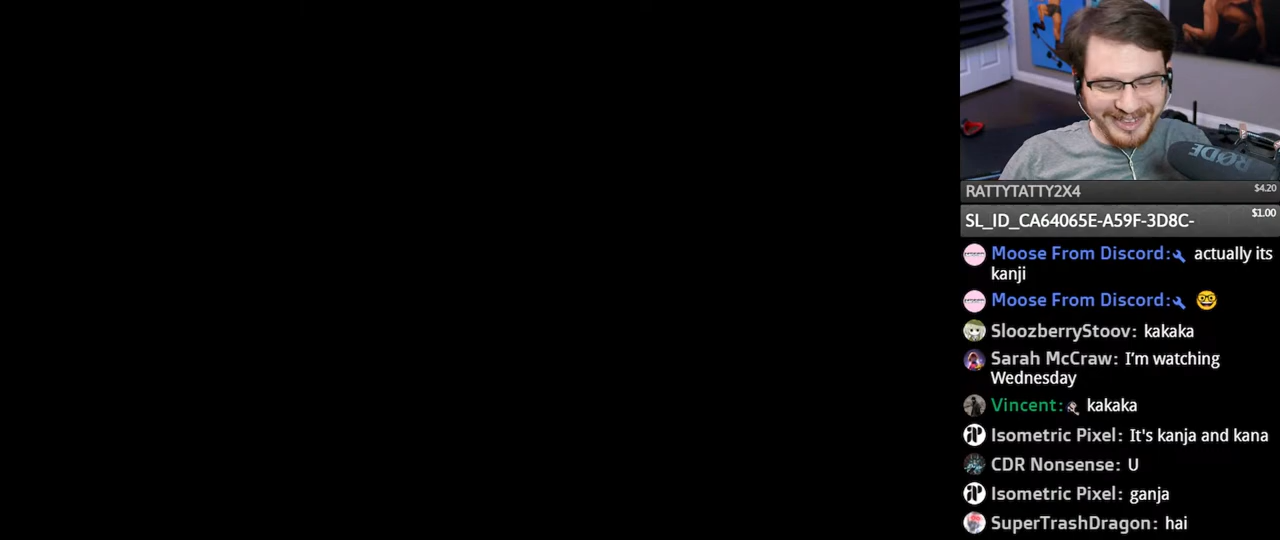 RØDE
RATTYTATTY2X4 $4.20
SL_ID_CA64065E-A59F-3D8C- $1.00
Moose From Discord: actually its
kanji
Moose From Discord: 🤓
SloozberryStoov: kakaka
Sarah McCraw: I’m watching
Wednesday
Vincent: kakaka
Isometric Pixel: It's kanja and kana
CDR Nonsense: U
Isometric Pixel: ganja
SuperTrashDragon: hai